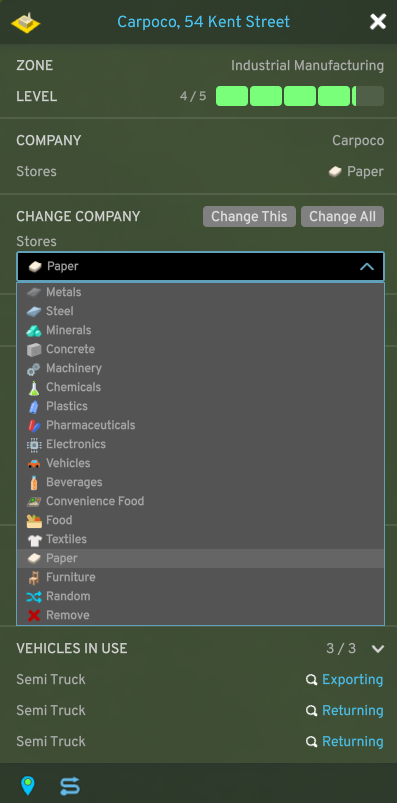 Carpoco, 54 Kent Street
ZONE Industrial Manufacturing
LEVEL 4 / 5
COMPANY Carpoco
Stores Paper
CHANGE COMPANY Change This Change All
Stores
Paper
Metals
Steel
Minerals
Concrete
Machinery
Chemicals
Plastics
Pharmaceuticals
Electronics
Vehicles
Beverages
Convenience Food
Food
Textiles
Paper
Furniture
Random
Remove
VEHICLES IN USE 3 / 3
Semi Truck Exporting
Semi Truck Returning
Semi Truck Returning